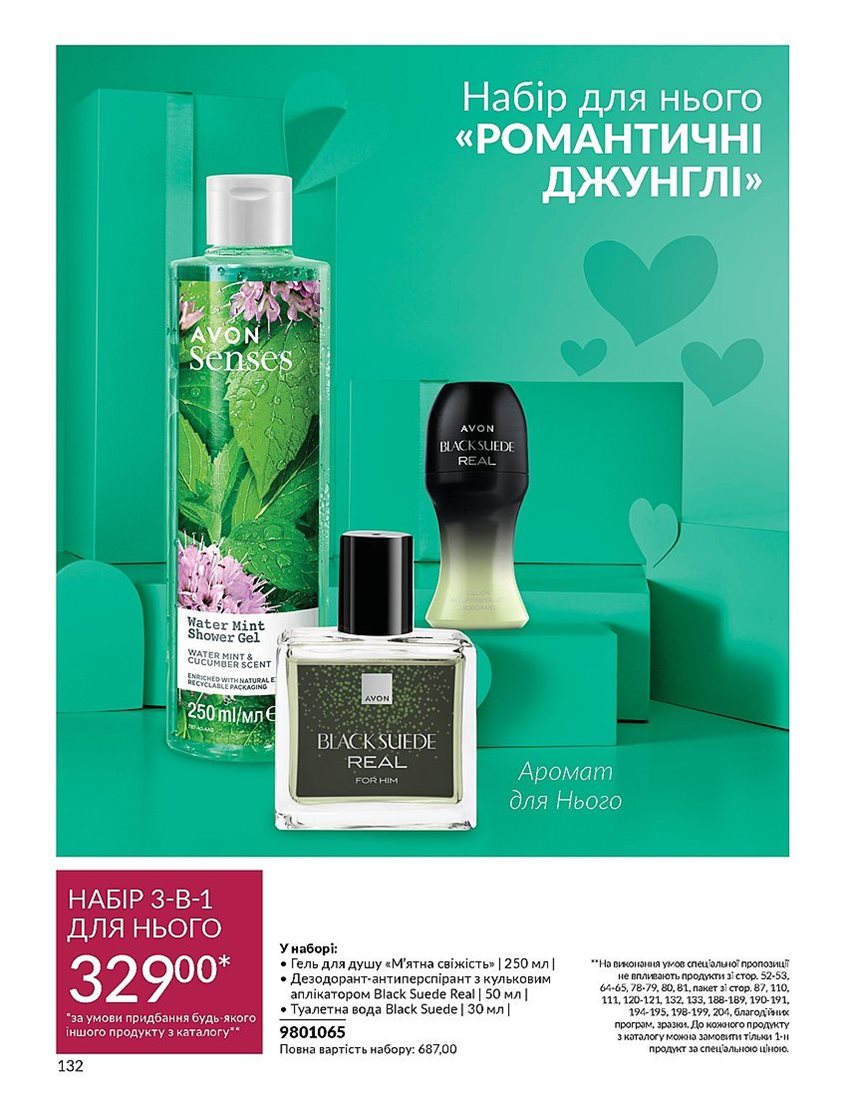 Набір для нього
«РОМАНТИЧНІ
ДЖУНГЛІ»
AVON
senses
Water Mint
Shower Gel
WATER MINT &
CUCUMBER SCENT
ENRICHED WITH NATURAL
RECYCLABLE PACKAGING
250 ml/мл
AVON
BLACK SUEDE
REAL
AVON
BLACK SUEDE
REAL
FOR HIM
Аромат
для Нього
НАБІР 3-В-1
ДЛЯ НЬОГО
32900*
*за умови придбання будь-якого
іншого продукту з каталогу**
У наборі:
• Гель для душу «М'ятна свіжість» | 250 мл |
• Дезодорант-антиперспірант з кульковим
аплікатором Black Suede Real | 50 мл |
• Туалетна вода Black Suede | 30 мл |
9801065
Повна вартість набору: 687,00
**На виконання умов спеціальної пропозиції
не впливають продукти зі стор. 52-53,
64-65, 78-79, 80, 81, пакет зі стор. 87, 110,
111, 120-121, 132, 133, 188-189, 190-191,
194-195, 198-199, 204, благодійних
програм, зразки. До кожного продукту
з каталогу можна замовити тільки 1-н
продукт за спеціальною ціною.
132